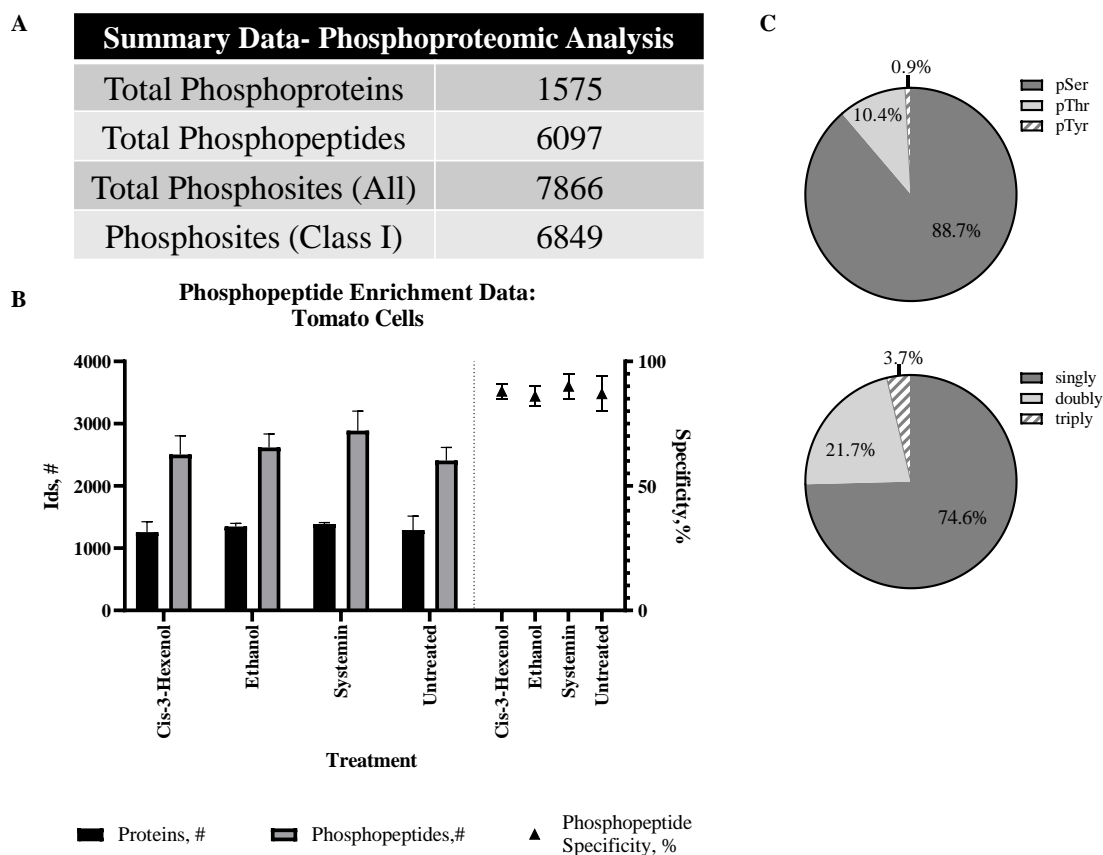 A
Summary Data- Phosphoproteomic Analysis
Total Phosphoproteins 1575
Total Phosphopeptides 6097
Total Phosphosites (All) 7866
Phosphosites (Class I) 6849
B
Phosphopeptide Enrichment Data:
Tomato Cells
4000
3000
2000
1000
0
Ids, #
100
50
0
Specificity,%
Cis-3-Hexenol
Ethanol
Systemin
Untreated
Cis-3-Hexenol
Ethanol
Systemin
Untreated
Treatment
Proteins, #
Phosphopeptides,#
Phosphopeptide
Specificity, %
C
0.9%
10.4%
88.7%
pSer
pThr
pTyr
3.7%
21.7%
74.6%
singly
doubly
triply